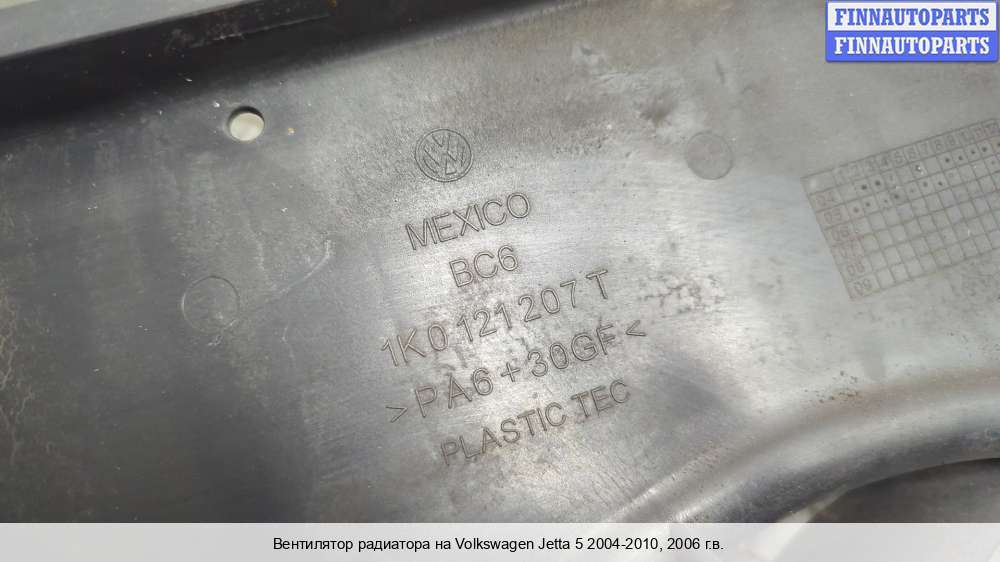 FINNAUTOPARTS
FINNAUTOPARTS
MEXICO
BC6
1K0 121 207 T
>PA6+30GF<
PLASTIC TEC
Вентилятор радиатора на Volkswagen Jetta 5 2004-2010, 2006 г.в.